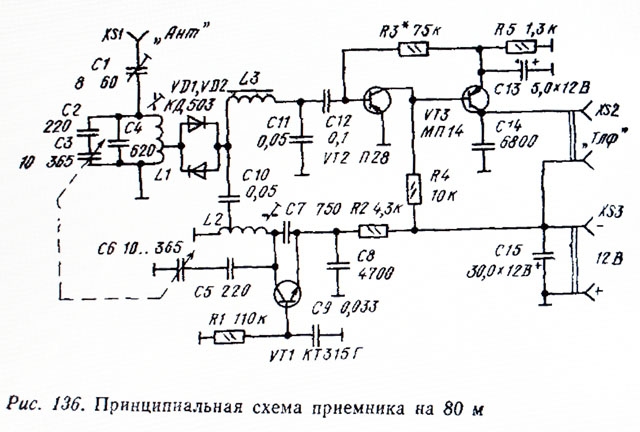 XS1 „Ант"
C1
8 60
C2
220
C3
10 365
C4
620
L1
VD1, VD2
КД503
L3
C11
0,05
C12
0,1
VT2 П28
R3* 75к
R5 1,3к
C13 5,0×12В
VT3
МП14
C14
6800
XS2
„Тлф"
R4
10к
C10
0,05
L2
C7 750
R2 4,3к
XS3
−
12В
+
C6 10..365
C5 220
C8
4700
C15
30,0×12В
R1 110к
C9 0,033
VT1 КТ315Г
Рис. 136. Принципиальная схема приемника на 80 м